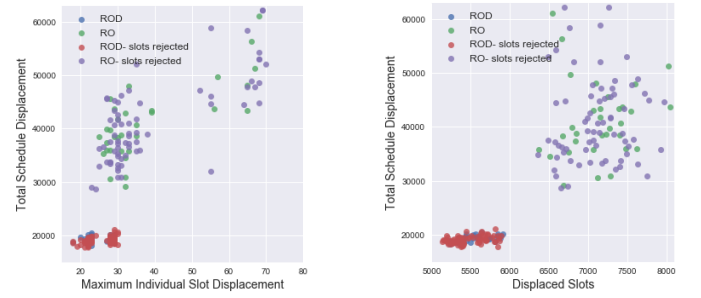 Total Schedule Displacement
60000
50000
40000
30000
20000
ROD
RO
ROD- slots rejected
RO- slots rejected
20 30 40 50 60 70 80
Maximum Individual Slot Displacement
Total Schedule Displacement
60000
50000
40000
30000
20000
ROD
RO
ROD- slots rejected
RO- slots rejected
5000 5500 6000 6500 7000 7500 8000
Displaced Slots